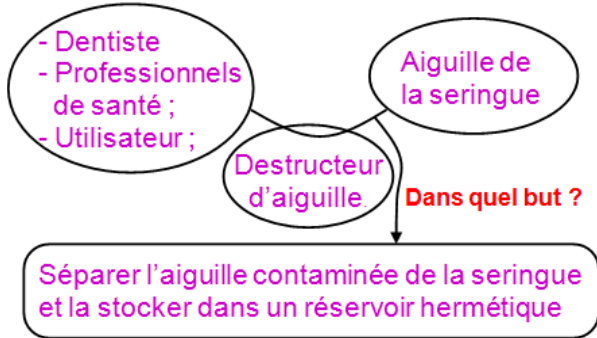 - Dentiste
- Professionnels
de santé ;
- Utilisateur ;
Aiguille de
la seringue
Destructeur
d'aiguille.
Dans quel but ?
Séparer l'aiguille contaminée de la seringue
et la stocker dans un réservoir hermétique